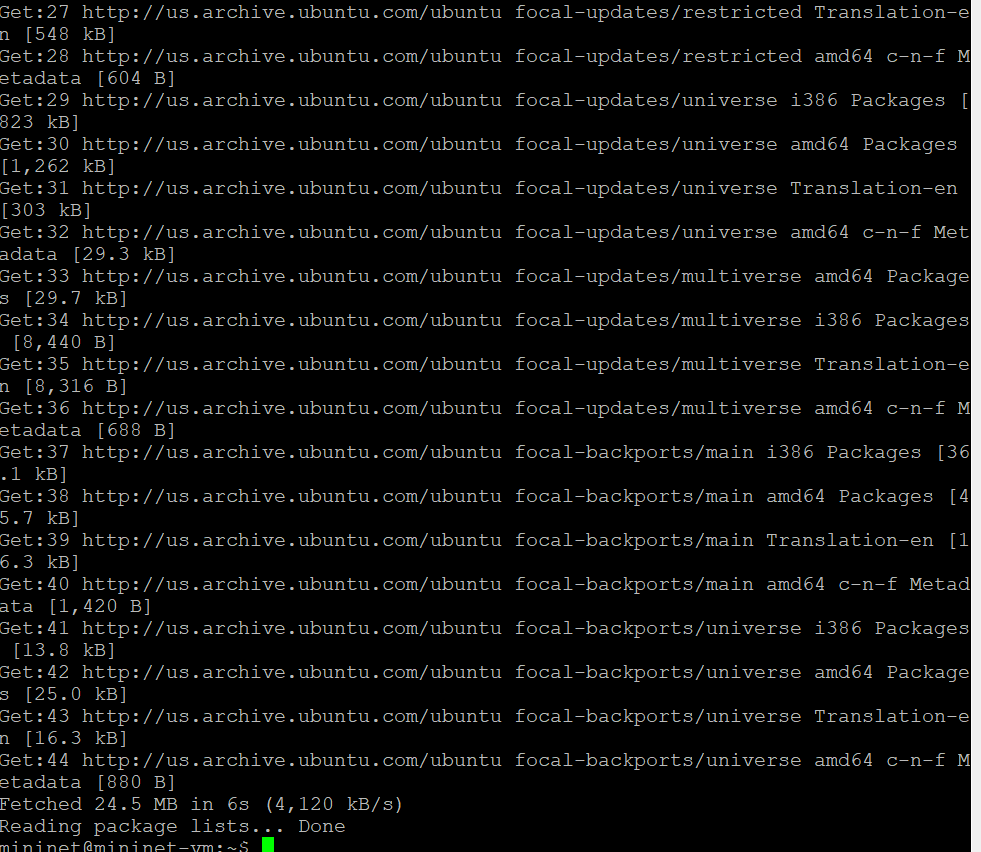 Get:27 http://us.archive.ubuntu.com/ubuntu focal-updates/restricted Translation-e
n [548 kB]
Get:28 http://us.archive.ubuntu.com/ubuntu focal-updates/restricted amd64 c-n-f M
etadata [604 B]
Get:29 http://us.archive.ubuntu.com/ubuntu focal-updates/universe i386 Packages [
823 kB]
Get:30 http://us.archive.ubuntu.com/ubuntu focal-updates/universe amd64 Packages
[1,262 kB]
Get:31 http://us.archive.ubuntu.com/ubuntu focal-updates/universe Translation-en
[303 kB]
Get:32 http://us.archive.ubuntu.com/ubuntu focal-updates/universe amd64 c-n-f Met
adata [29.3 kB]
Get:33 http://us.archive.ubuntu.com/ubuntu focal-updates/multiverse amd64 Package
s [29.7 kB]
Get:34 http://us.archive.ubuntu.com/ubuntu focal-updates/multiverse i386 Packages
 [8,440 B]
Get:35 http://us.archive.ubuntu.com/ubuntu focal-updates/multiverse Translation-e
n [8,316 B]
Get:36 http://us.archive.ubuntu.com/ubuntu focal-updates/multiverse amd64 c-n-f M
etadata [688 B]
Get:37 http://us.archive.ubuntu.com/ubuntu focal-backports/main i386 Packages [36
.1 kB]
Get:38 http://us.archive.ubuntu.com/ubuntu focal-backports/main amd64 Packages [4
5.7 kB]
Get:39 http://us.archive.ubuntu.com/ubuntu focal-backports/main Translation-en [1
6.3 kB]
Get:40 http://us.archive.ubuntu.com/ubuntu focal-backports/main amd64 c-n-f Metad
ata [1,420 B]
Get:41 http://us.archive.ubuntu.com/ubuntu focal-backports/universe i386 Packages
 [13.8 kB]
Get:42 http://us.archive.ubuntu.com/ubuntu focal-backports/universe amd64 Package
s [25.0 kB]
Get:43 http://us.archive.ubuntu.com/ubuntu focal-backports/universe Translation-e
n [16.3 kB]
Get:44 http://us.archive.ubuntu.com/ubuntu focal-backports/universe amd64 c-n-f M
etadata [880 B]
Fetched 24.5 MB in 6s (4,120 kB/s)
Reading package lists... Done
mininet@mininet-vm:~$